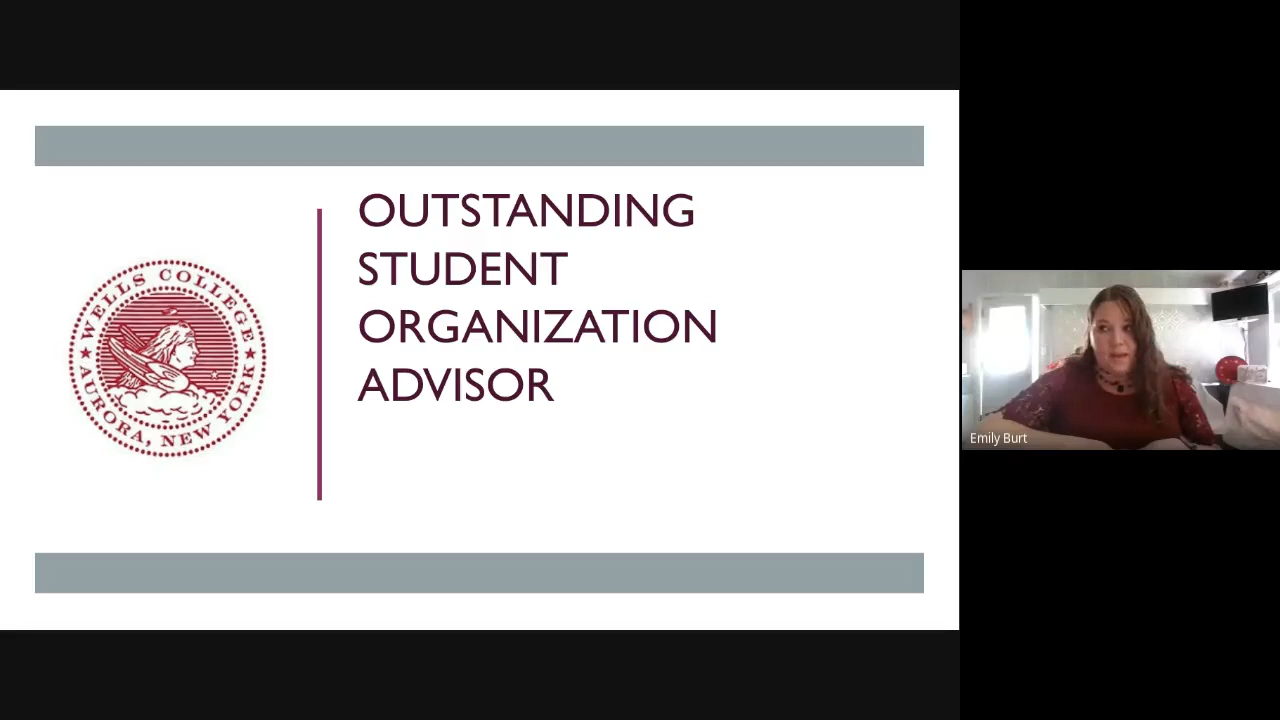 WELLS COLLEGE
AURORA, NEW YORK
OUTSTANDING
STUDENT
ORGANIZATION
ADVISOR
Emily Burt